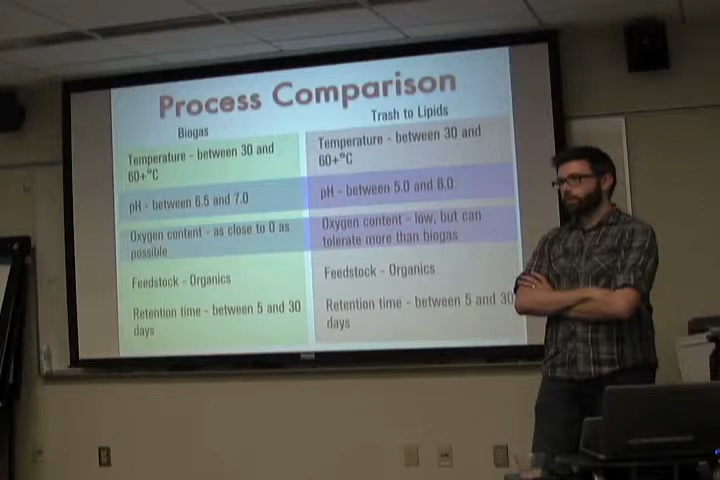 Process Comparison
Biogas
Temperature - between 30 and
60+°C
pH - between 6.5 and 7.0
Oxygen content - as close to 0 as
possible
Feedstock - Organics
Retention time - between 5 and 30
days
Trash to Lipids
Temperature - between 30 and
60+°C
pH - between 5.0 and 6.0
Oxygen content - low, but can
tolerate more than biogas
Feedstock - Organics
Retention time - between 5 and 30
days